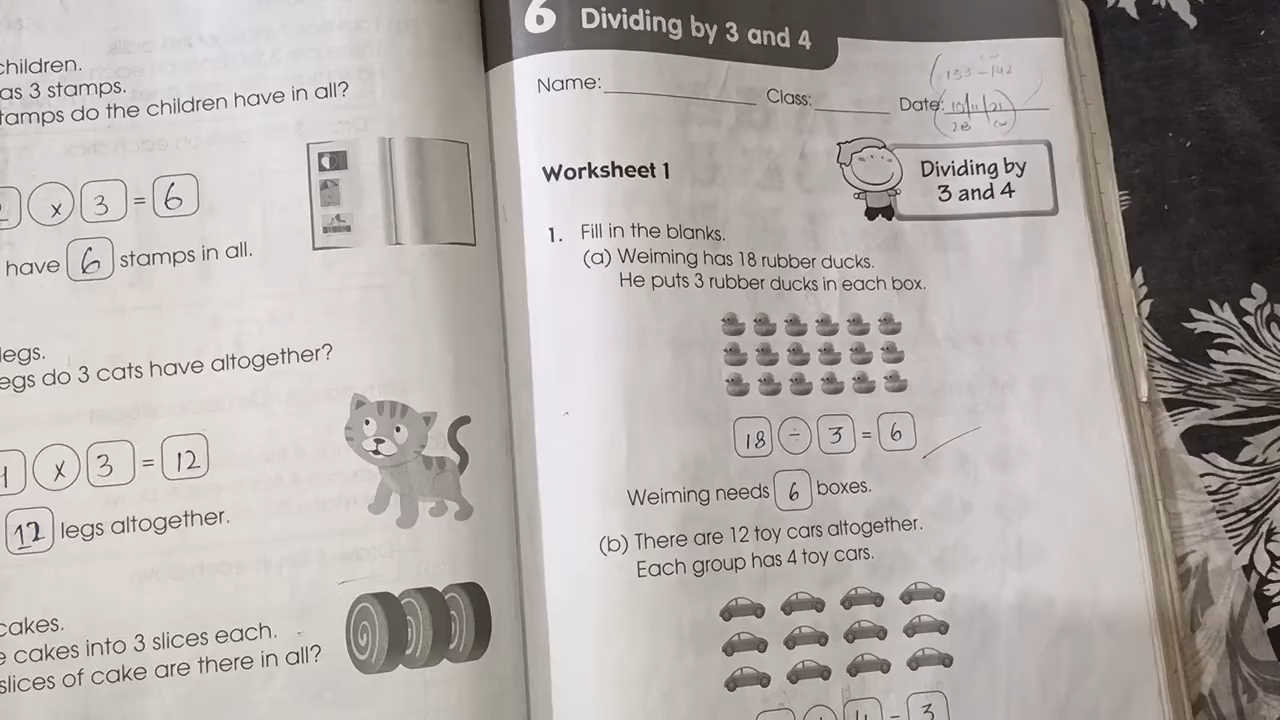 children.
as 3 stamps.
tamps do the children have in all?
x 3 = 6
have 6 stamps in all.
legs.
egs do 3 cats have altogether?
x 3 = 12
12 legs altogether.
cakes.
e cakes into 3 slices each.
slices of cake are there in all?
6 Dividing by 3 and 4
Name: Class: Date:
Worksheet 1
Dividing by
3 and 4
1. Fill in the blanks.
(a) Weiming has 18 rubber ducks.
He puts 3 rubber ducks in each box.
18 ÷ 3 = 6
Weiming needs 6 boxes.
(b) There are 12 toy cars altogether.
Each group has 4 toy cars.
4 = 3